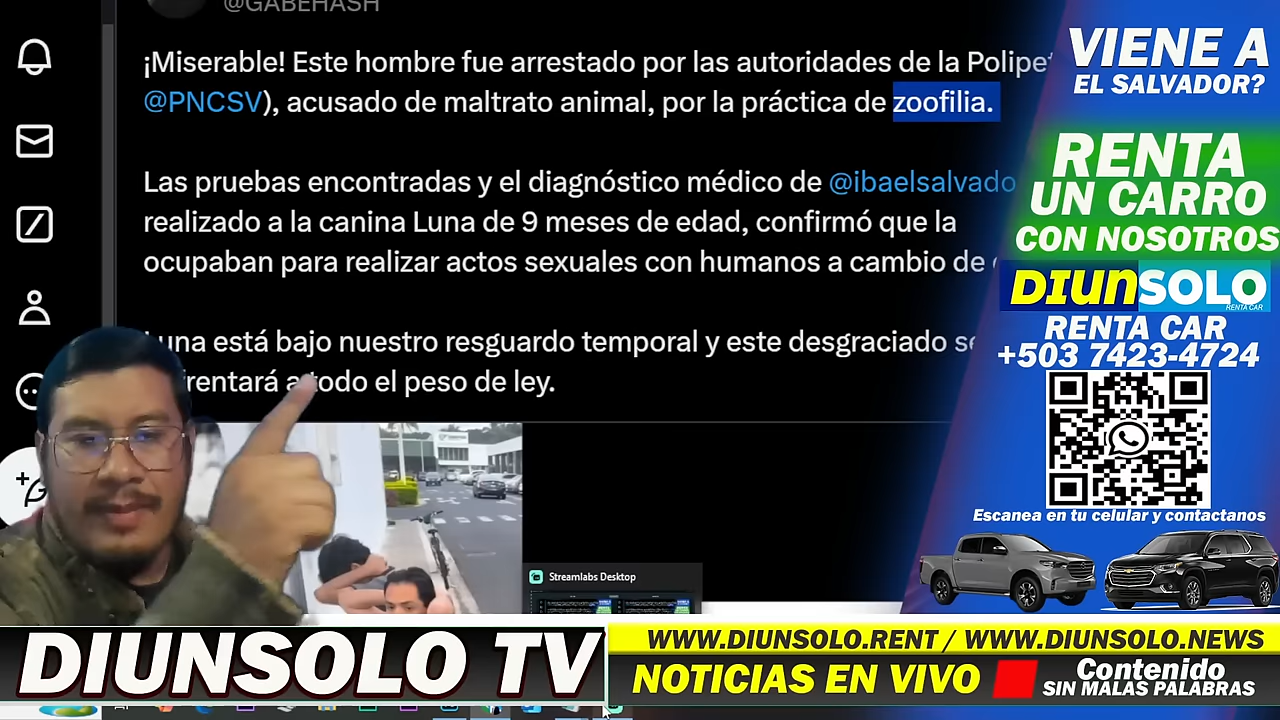 @GABEHASH
¡Miserable! Este hombre fue arrestado por las autoridades de la
@PNCSV), acusado de maltrato animal, por la práctica de zoofilia.
Las pruebas encontradas y el diagnóstico médico de @ibaelsalvado
realizado a la canina Luna de 9 meses de edad, confirmó que la
ocupaban para realizar actos sexuales con humanos a cambio de
está bajo nuestro resguardo temporal y este desgraciado se
a todo el peso de ley.
Streamlabs Desktop
VIENE A
EL SALVADOR?
RENTA
UN CARRO
CON NOSOTROS
DIUNSOLO
RENTA CAR
RENTA CAR
+503 7423-4724
Escanea en tu celular y contactanos
DIUNSOLO TV
WWW.DIUNSOLO.RENT / WWW.DIUNSOLO.NEWS
NOTICIAS EN VIVO
Contenido
SIN MALAS PALABRAS